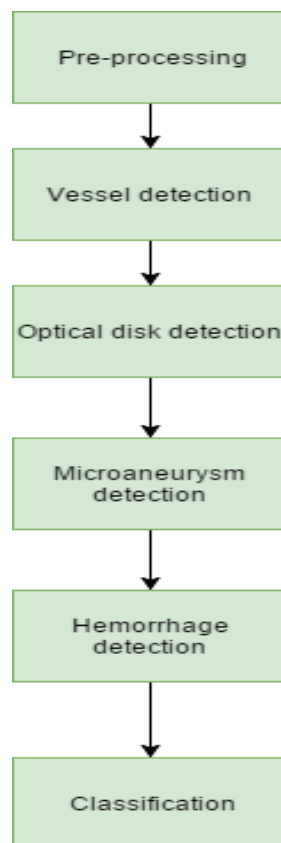 Pre-processing
Vessel detection
Optical disk detection
Microaneurysm
detection
Hemorrhage
detection
Classification